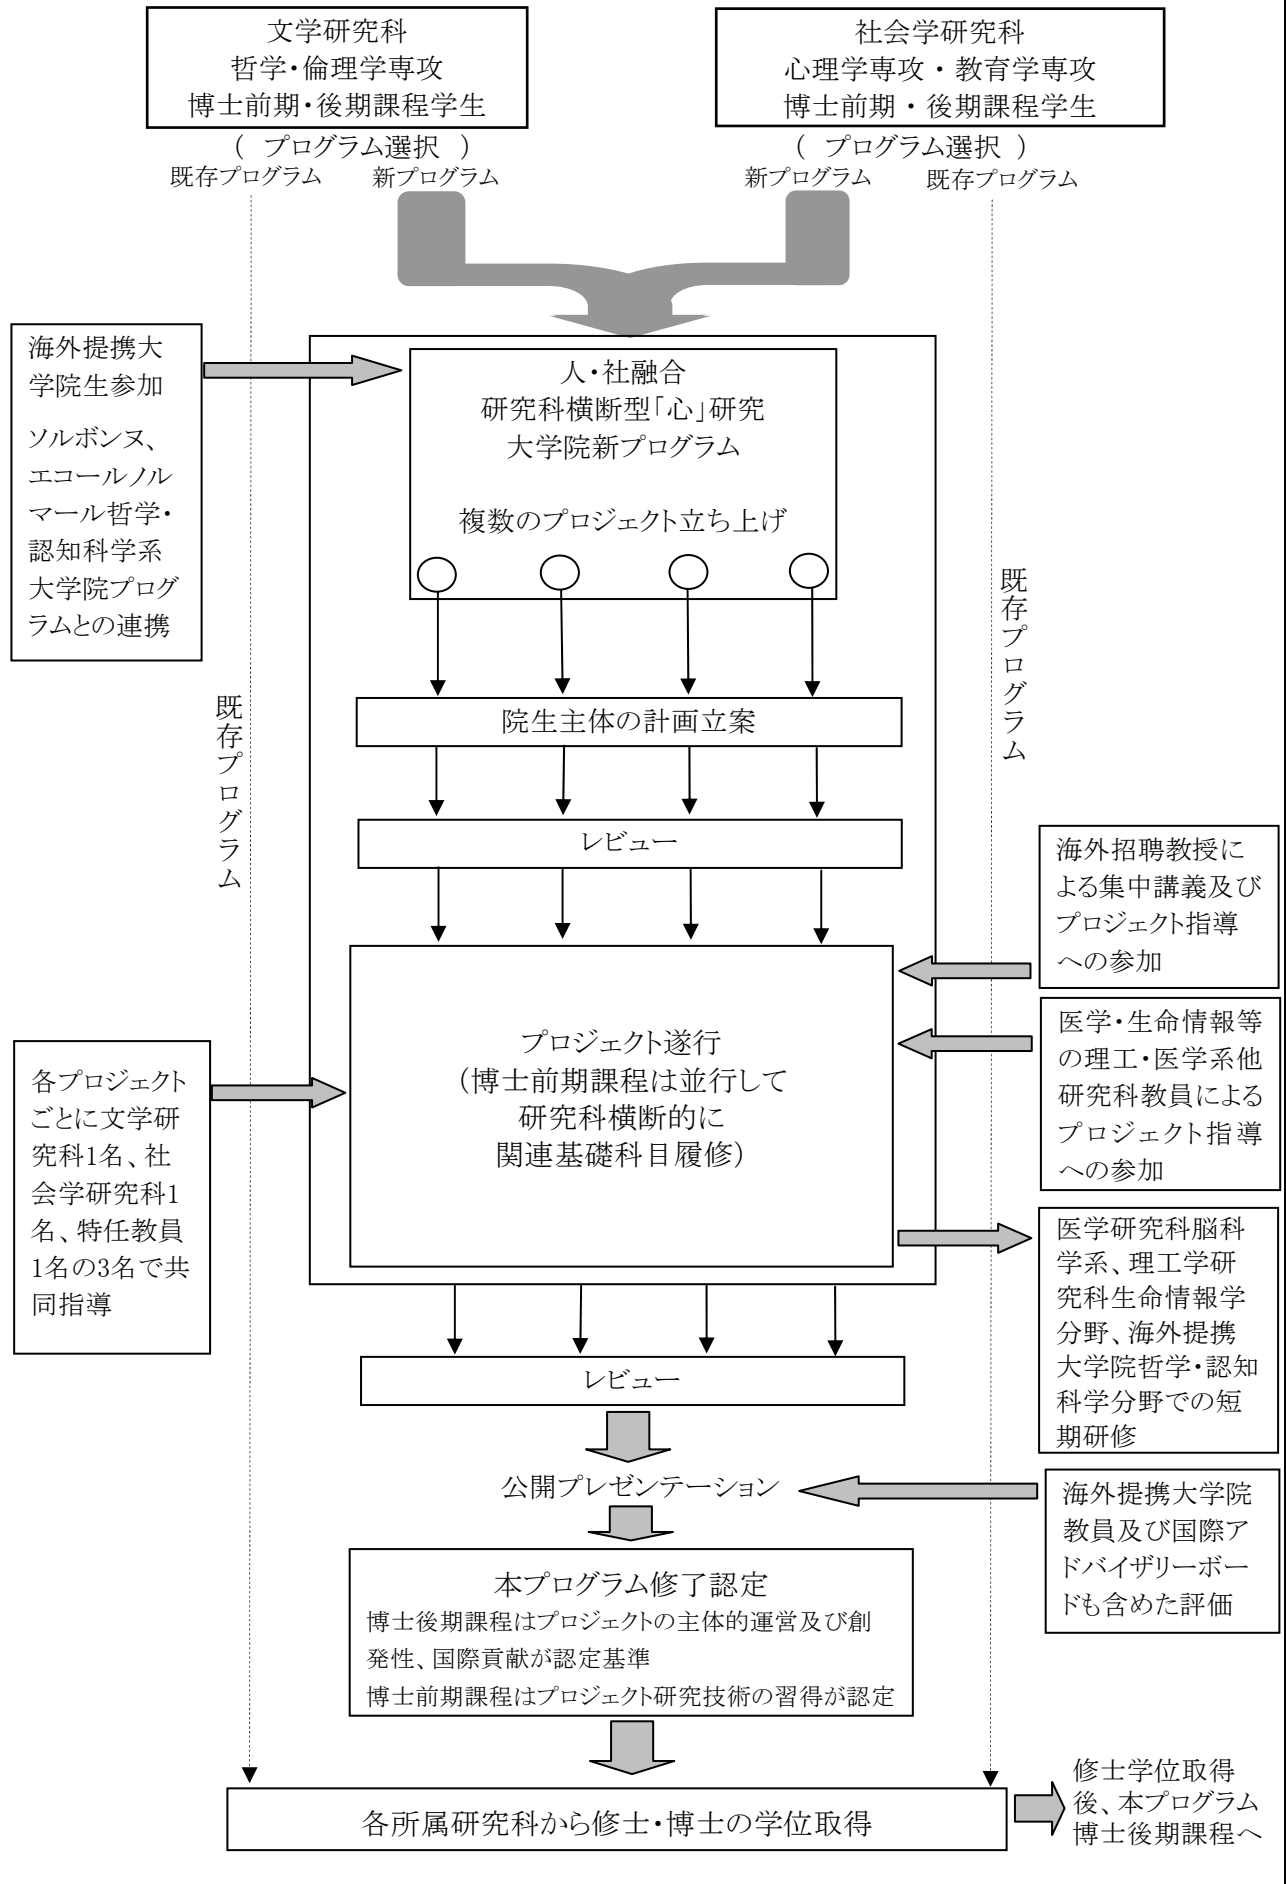 文学研究科
哲学・倫理学専攻
博士前期・後期課程学生
社会学研究科
心理学専攻・教育学専攻
博士前期・後期課程学生
（ プログラム選択 ）
既存プログラム
新プログラム
（ プログラム選択 ）
新プログラム
既存プログラム
海外提携大
学院生参加
ソルボンヌ、
エコールノル
マール哲学・
認知科学系
大学院プログ
ラムとの連携
人・社融合
研究科横断型「心」研究
大学院新プログラム
複数のプロジェクト立ち上げ
既存プログラム
既存プログラム
院生主体の計画立案
レビュー
海外招聘教授に
よる集中講義及び
プロジェクト指導
への参加
医学・生命情報等
の理工・医学系他
研究科教員による
プロジェクト指導
への参加
プロジェクト遂行
（博士前期課程は並行して
研究科横断的に
関連基礎科目履修）
各プロジェクト
ごとに文学研
究科1名、社
会学研究科1
名、特任教員
1名の3名で共
同指導
医学研究科脳科
学系、理工学研
究科生命情報学
分野、海外提携
大学院哲学・認知
科学分野での短
期研修
レビュー
公開プレゼンテーション
海外提携大学院
教員及び国際ア
ドバイザリーボー
ドも含めた評価
本プログラム修了認定
博士後期課程はプロジェクトの主体的運営及び創
発性、国際貢献が認定基準
博士前期課程はプロジェクト研究技術の習得が認定
各所属研究科から修士・博士の学位取得
修士学位取得
後、本プログラム
博士後期課程へ